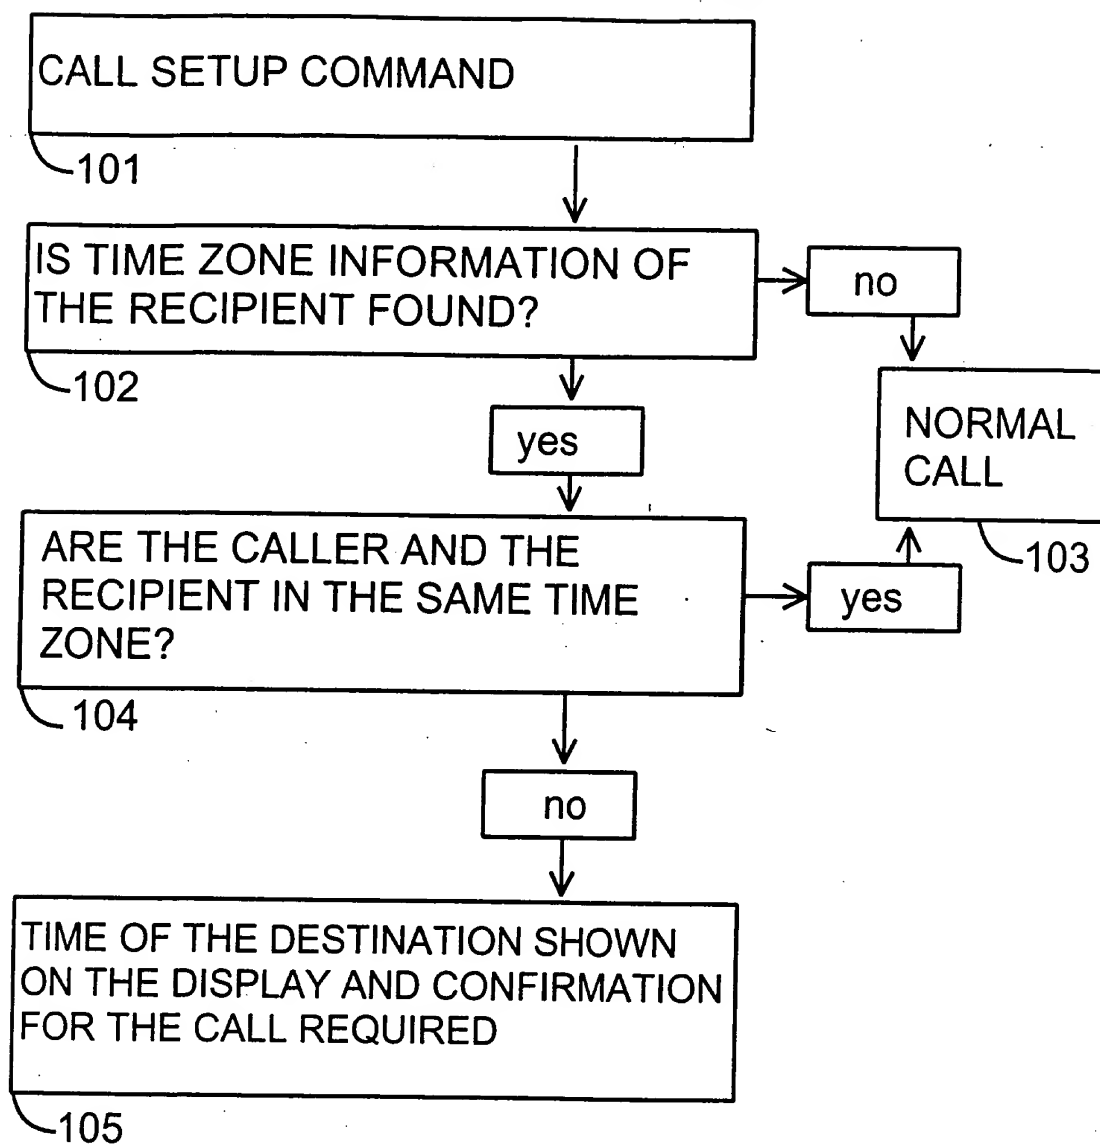 CALL SETUP COMMAND
101
IS TIME ZONE INFORMATION OF
THE RECIPIENT FOUND?
no
102
yes
NORMAL
CALL
103
ARE THE CALLER AND THE
RECIPIENT IN THE SAME TIME
ZONE?
yes
104
no
TIME OF THE DESTINATION SHOWN
ON THE DISPLAY AND CONFIRMATION
FOR THE CALL REQUIRED
105